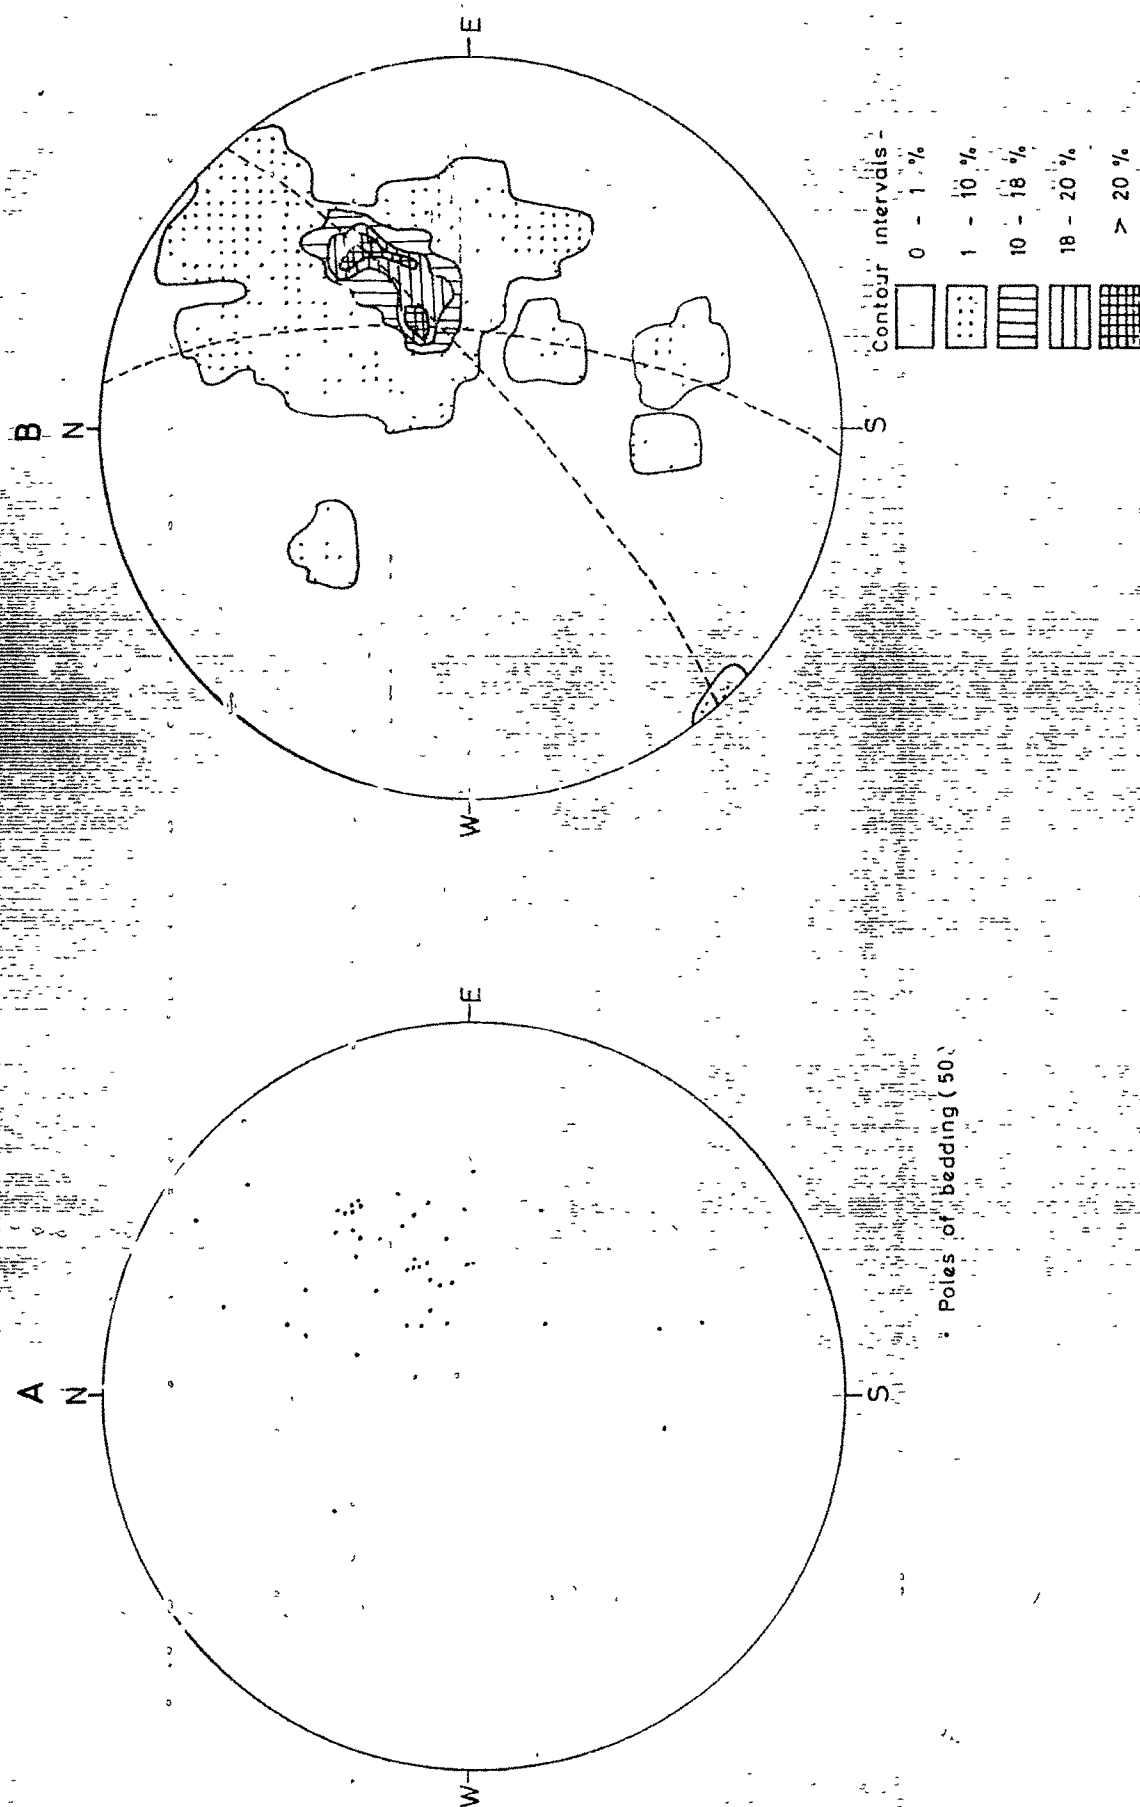 A
N
W
E
S
• Poles of bedding (50)
B
N
W
E
S
Contour intervals -
0 - 1 %
1 - 10 %
10 - 18 %
18 - 20 %
> 20 %